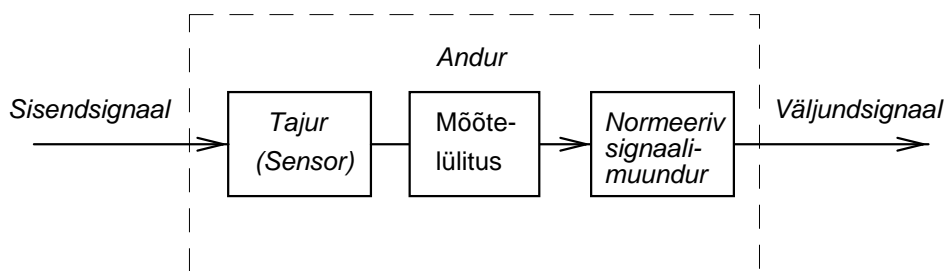 Andur
Sisendsignaal
Tajur
(Sensor)
Mõõte-
lülitus
Normeeriv
signaali-
muundur
Väljundsignaal